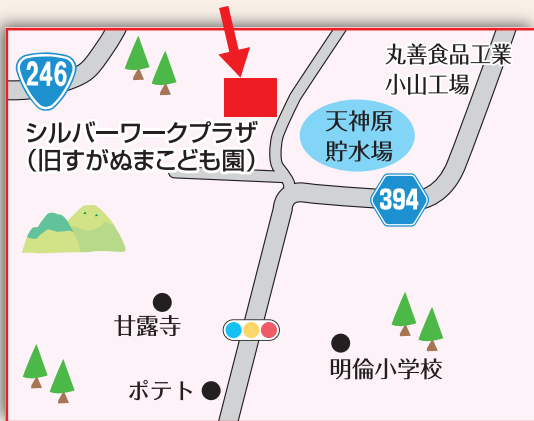 246
丸善食品工業
小山工場
シルバーワークプラザ
（旧すがぬまこども園）
天神原
貯水場
394
甘露寺
明倫小学校
ポテト